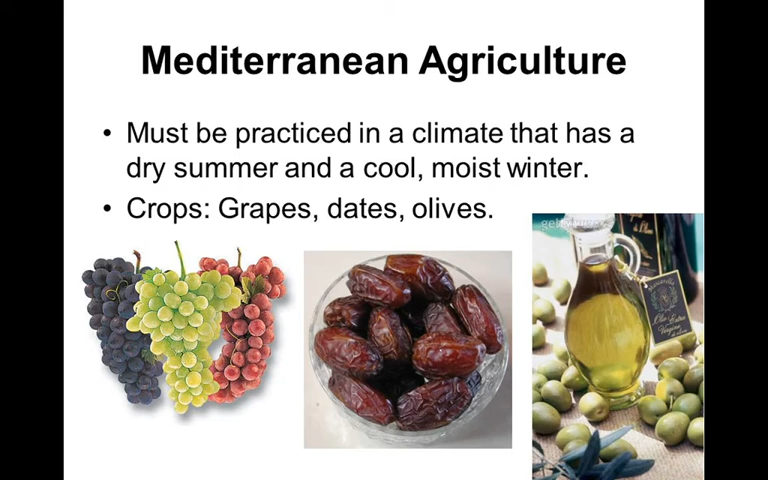 Mediterranean Agriculture
• Must be practiced in a climate that has a
dry summer and a cool, moist winter.
• Crops: Grapes, dates, olives.